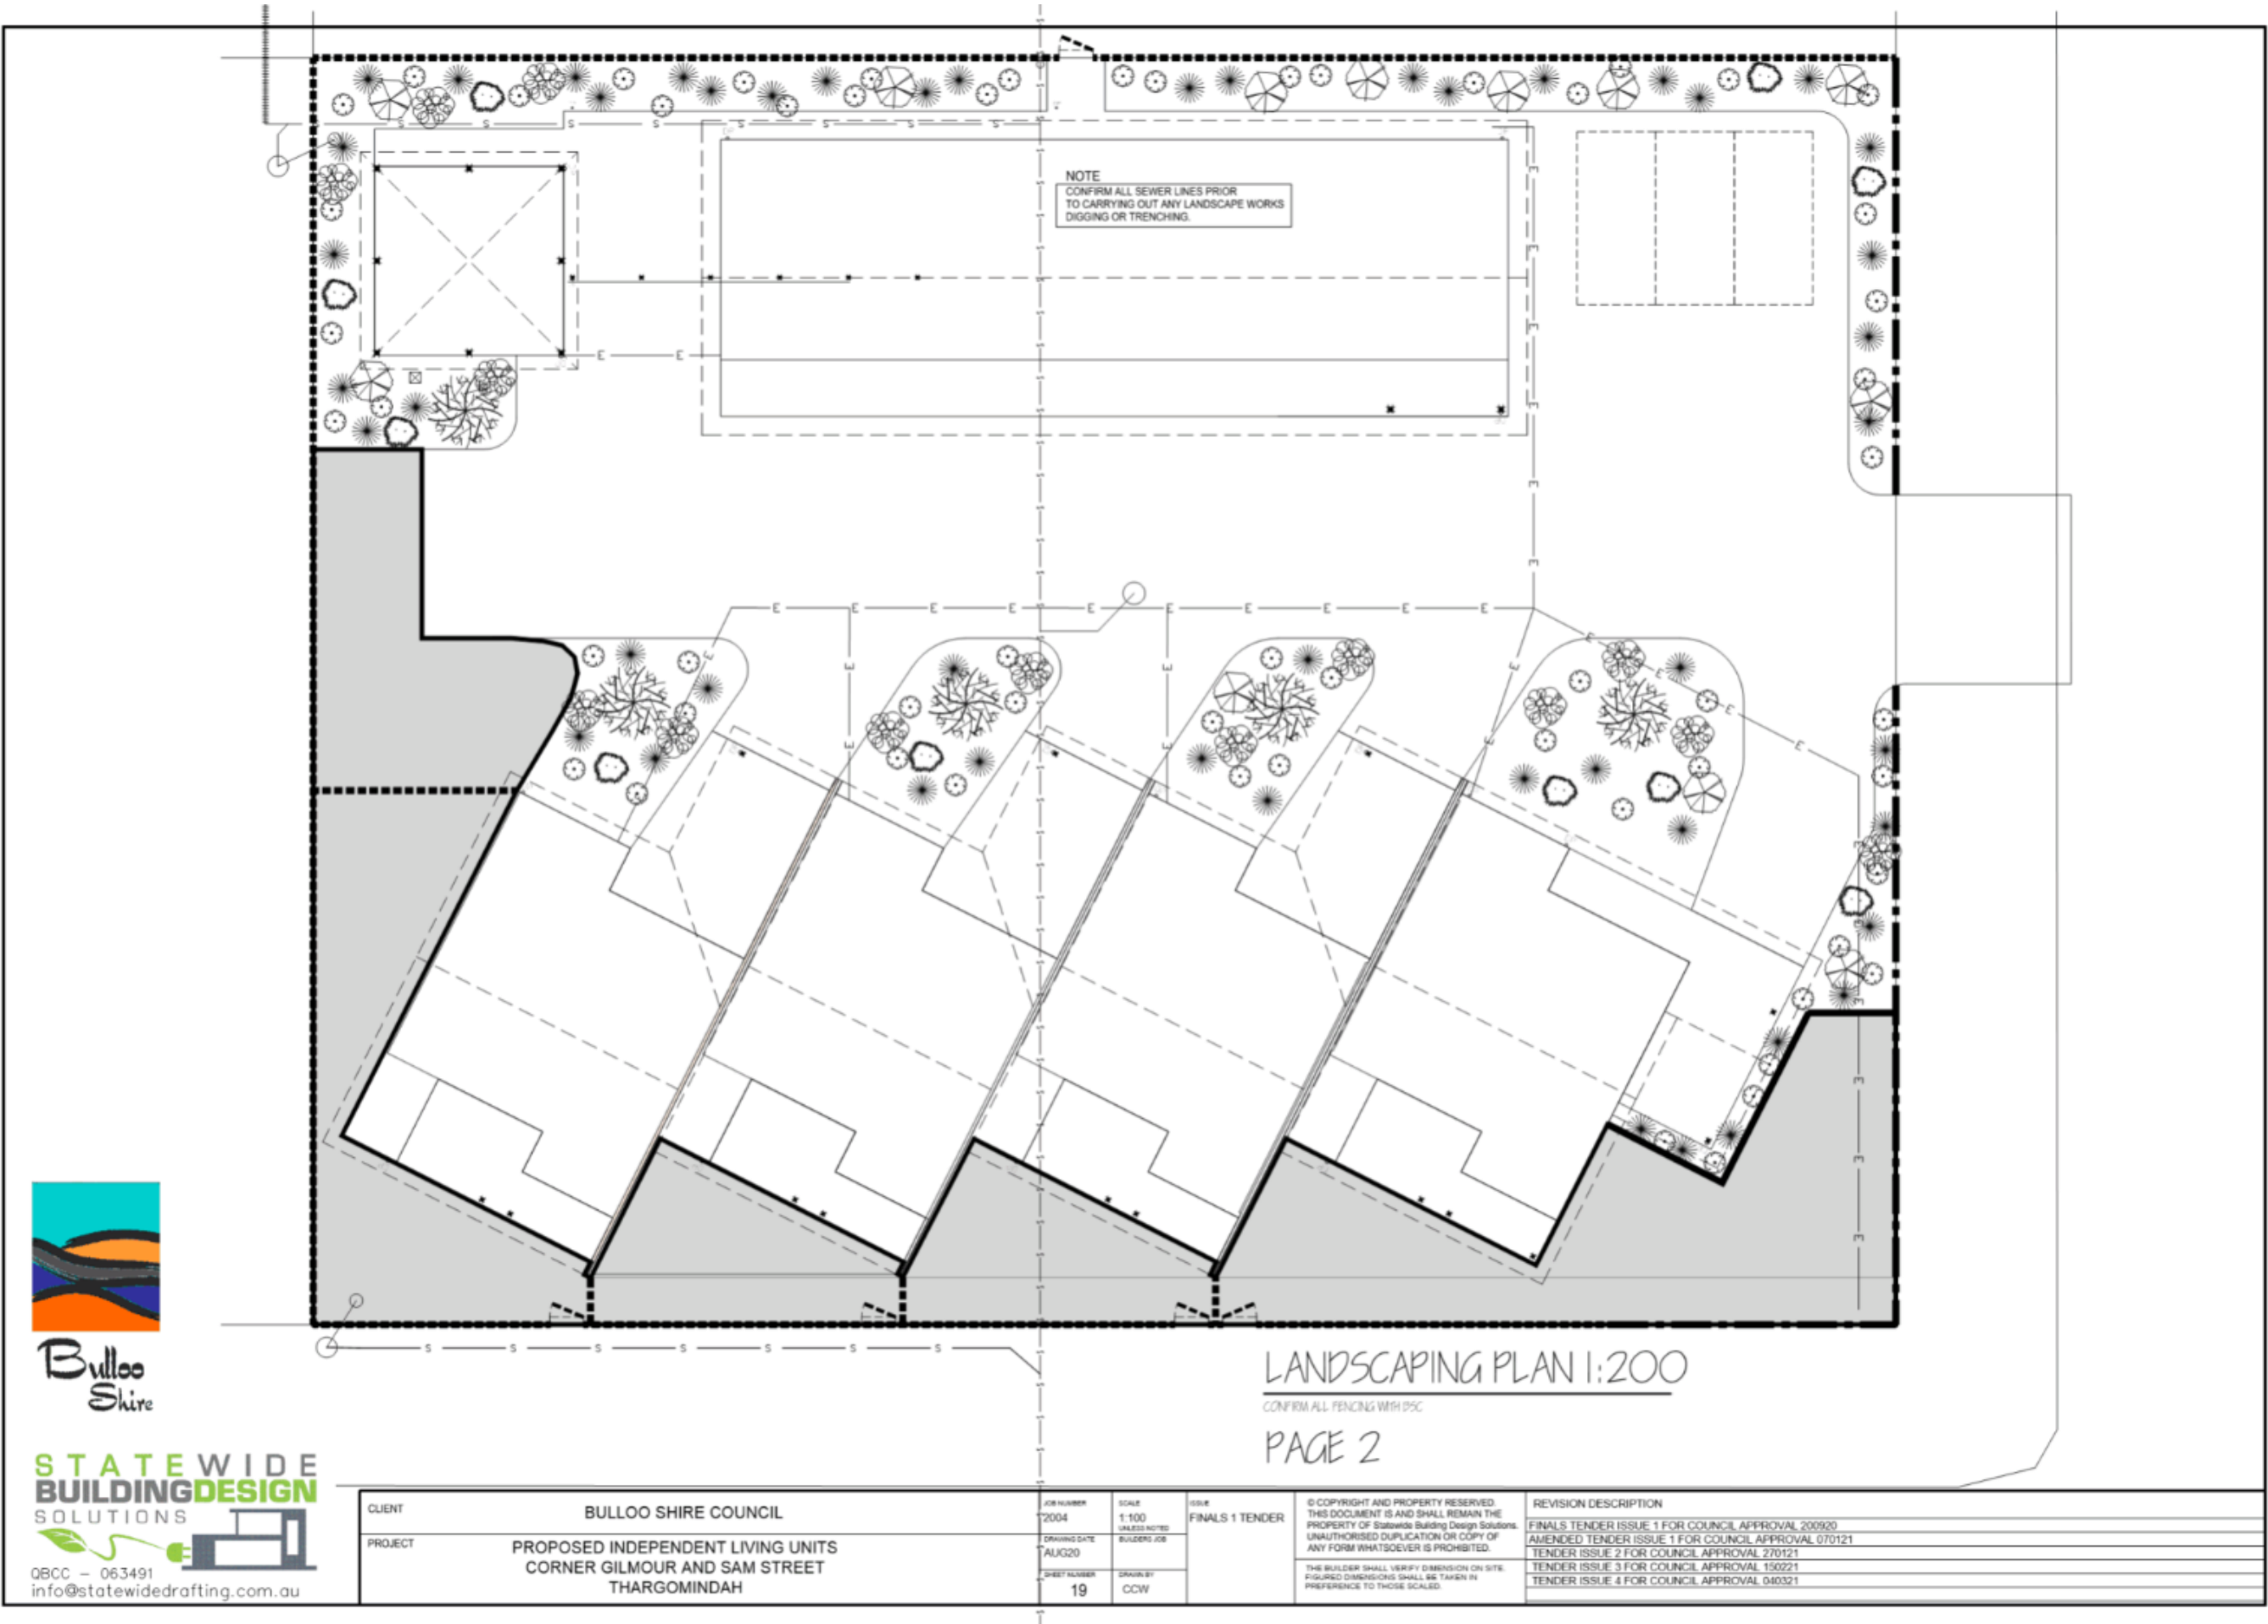 NOTE
CONFIRM ALL SEWER LINES PRIOR
TO CARRYING OUT ANY LANDSCAPE WORKS
DIGGING OR TRENCHING.
LANDSCAPING PLAN 1:200
CONFIRM ALL FENCING WITH BSC
PAGE 2
Bulloo
Shire
STATEWIDE
BUILDINGDESIGN
SOLUTIONS
QBCC - 063491
info@statewidedrafting.com.au
CLIENT
BULLOO SHIRE COUNCIL
PROJECT
PROPOSED INDEPENDENT LIVING UNITS
CORNER GILMOUR AND SAM STREET
THARGOMINDAH
JOB NUMBER
2004
DRAWING DATE
AUG20
SHEET NUMBER
19
SCALE
1:100
UNLESS NOTED
BUILDERS JOB
DRAWN BY
CCW
ISSUE
FINALS 1 TENDER
© COPYRIGHT AND PROPERTY RESERVED.
THIS DOCUMENT IS AND SHALL REMAIN THE
PROPERTY OF Statewide Building Design Solutions.
UNAUTHORISED DUPLICATION OR COPY OF
ANY FORM WHATSOEVER IS PROHIBITED.
THE BUILDER SHALL VERIFY DIMENSION ON SITE.
FIGURED DIMENSIONS SHALL BE TAKEN IN
PREFERENCE TO THOSE SCALED.
REVISION DESCRIPTION
FINALS TENDER ISSUE 1 FOR COUNCIL APPROVAL 200920
AMENDED TENDER ISSUE 1 FOR COUNCIL APPROVAL 070121
TENDER ISSUE 2 FOR COUNCIL APPROVAL 270121
TENDER ISSUE 3 FOR COUNCIL APPROVAL 150221
TENDER ISSUE 4 FOR COUNCIL APPROVAL 040321